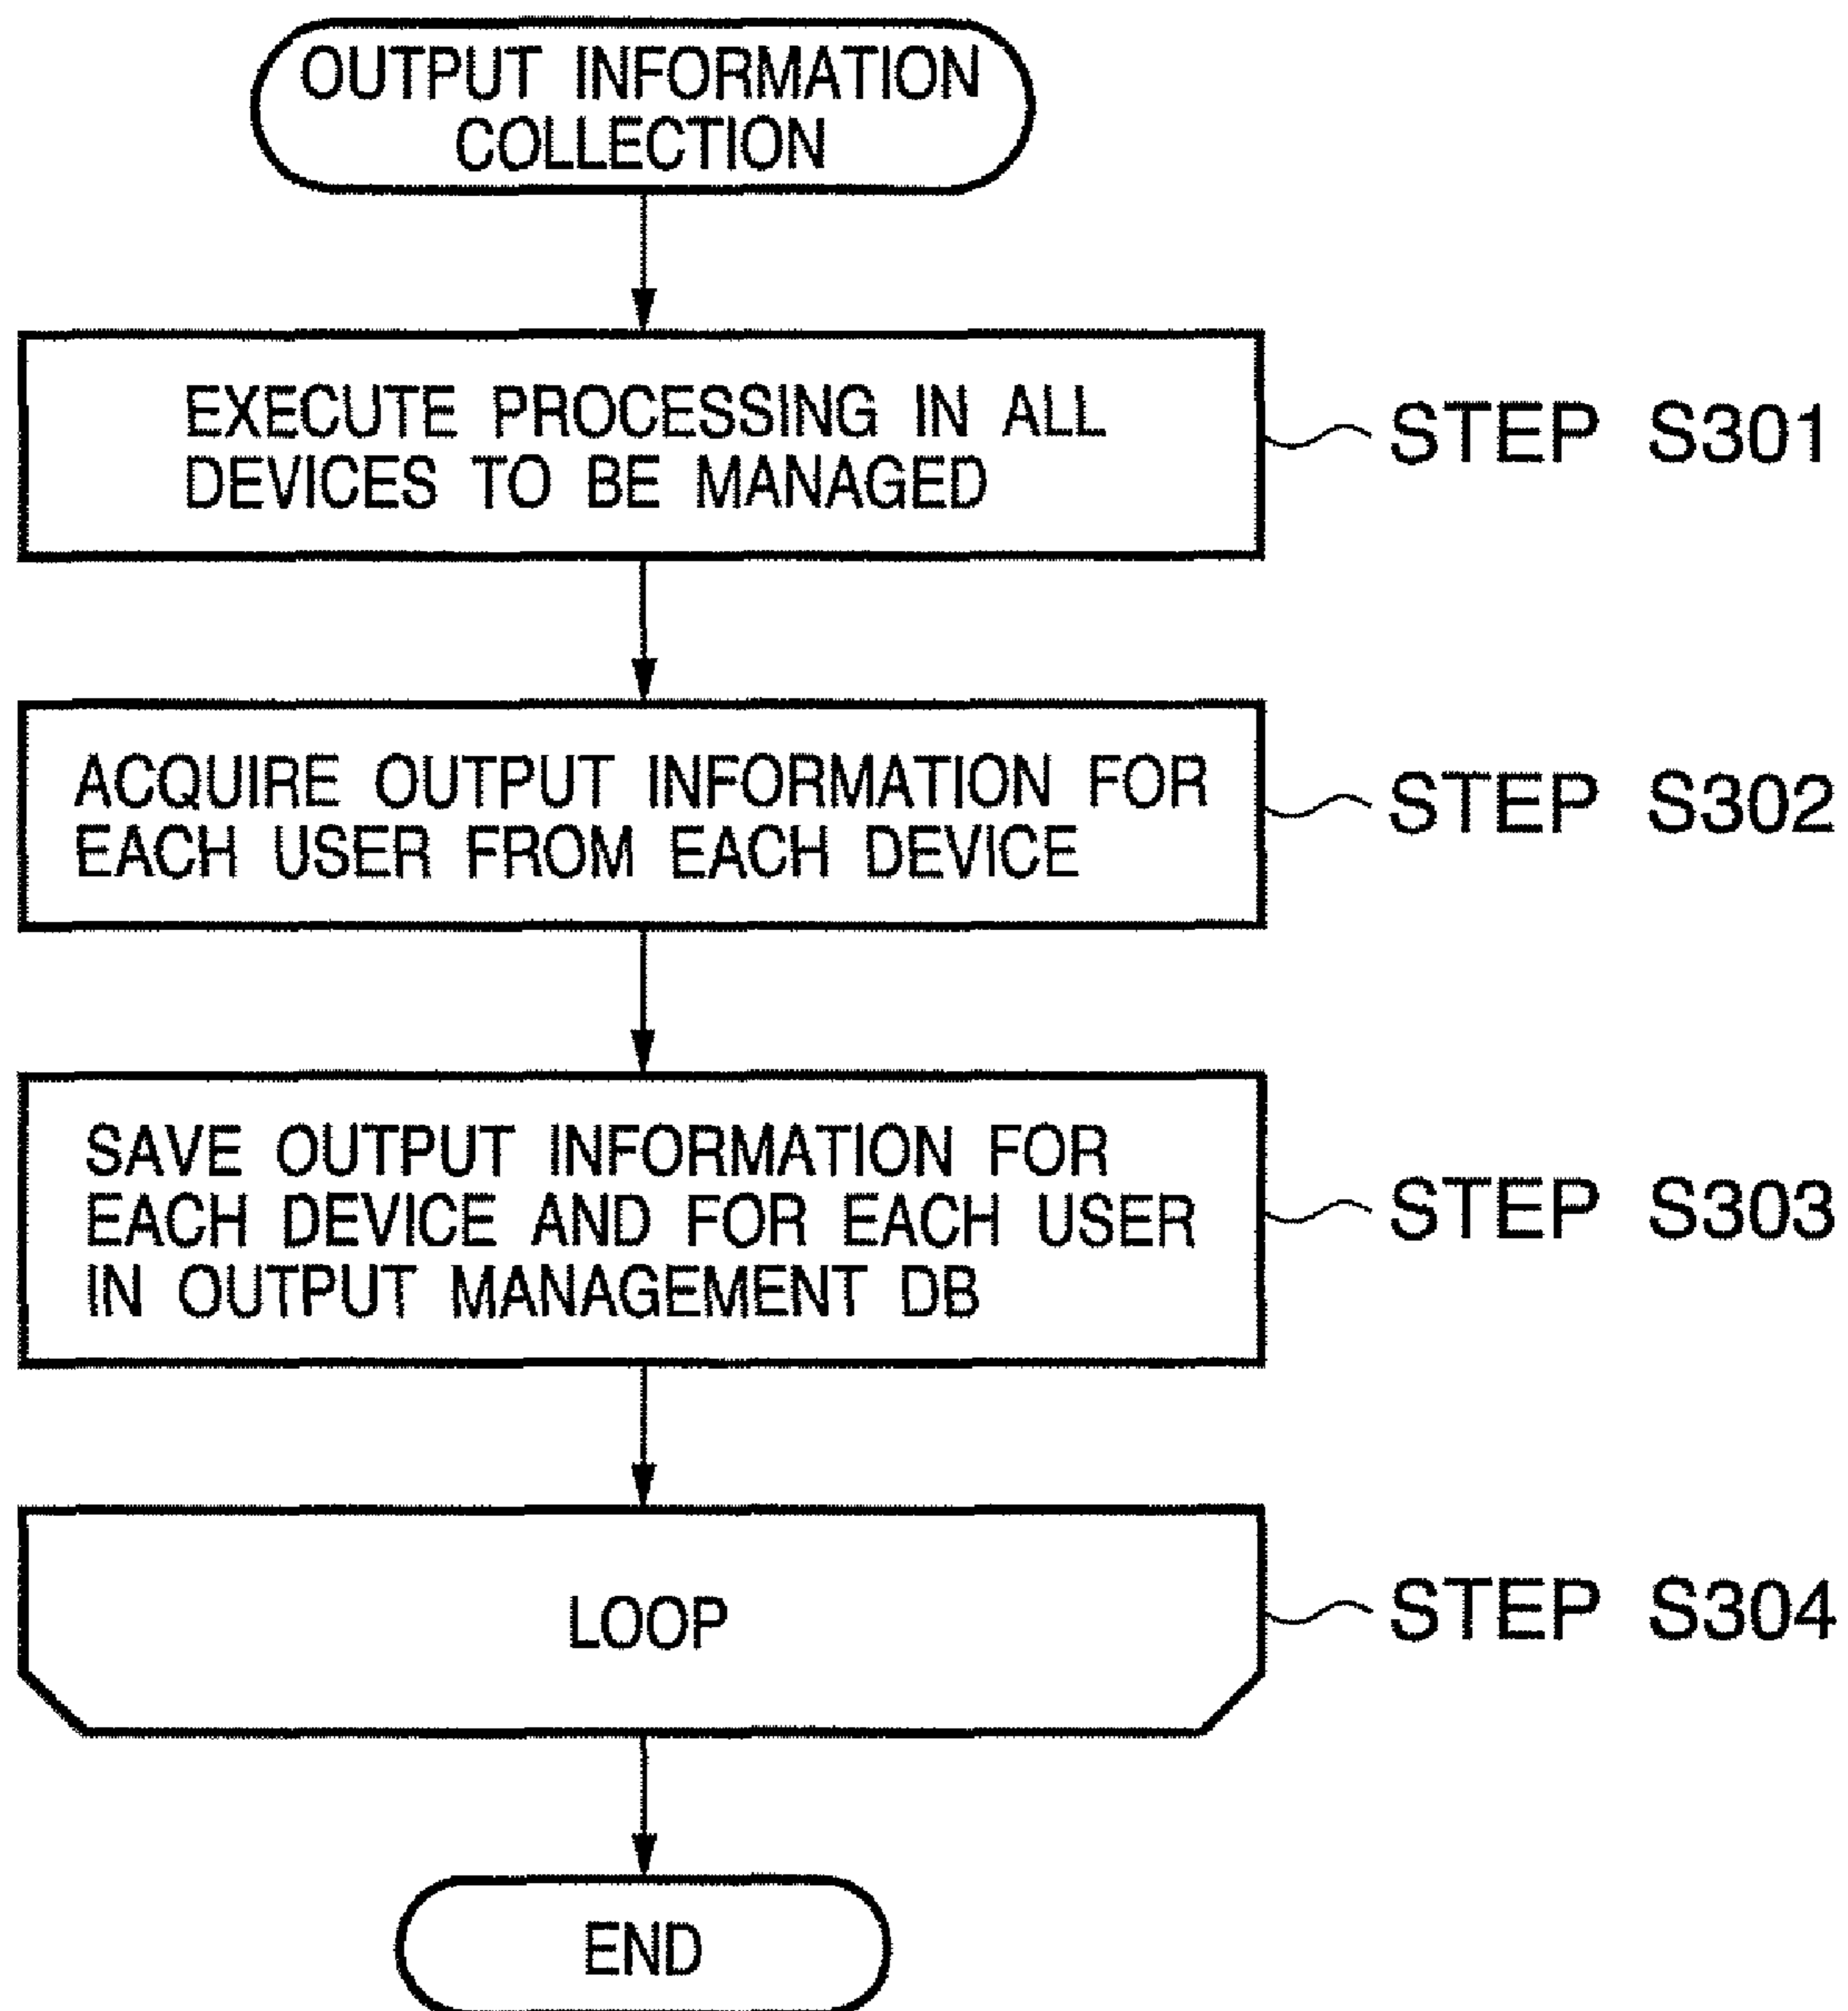 OUTPUT INFORMATION
COLLECTION
EXECUTE PROCESSING IN ALL
DEVICES TO BE MANAGED
STEP S301
ACQUIRE OUTPUT INFORMATION FOR
EACH USER FROM EACH DEVICE
STEP S302
SAVE OUTPUT INFORMATION FOR
EACH DEVICE AND FOR EACH USER
IN OUTPUT MANAGEMENT DB
STEP S303
LOOP
STEP S304
END